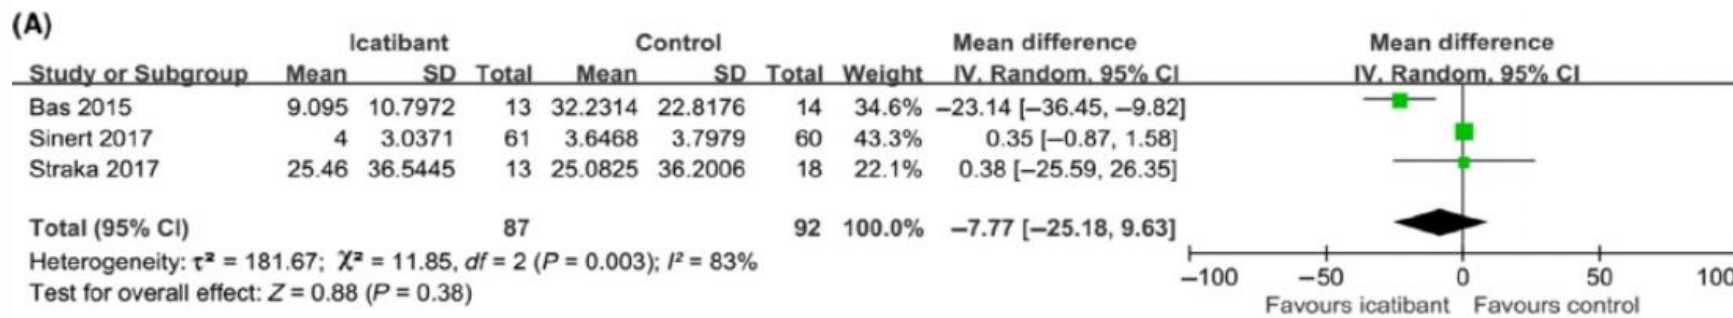 (A)
Icatibant Control Mean difference Mean difference
Study or Subgroup Mean SD Total Mean SD Total Weight IV, Random, 95% CI IV, Random, 95% CI
Bas 2015 9.095 10.7972 13 32.2314 22.8176 14 34.6% −23.14 [−36.45, −9.82]
Sinert 2017 4 3.0371 61 3.6468 3.7979 60 43.3% 0.35 [−0.87, 1.58]
Straka 2017 25.46 36.5445 13 25.0825 36.2006 18 22.1% 0.38 [−25.59, 26.35]
Total (95% CI) 87 92 100.0% −7.77 [−25.18, 9.63]
Heterogeneity: τ² = 181.67; χ² = 11.85, df = 2 (P = 0.003); I² = 83%
Test for overall effect: Z = 0.88 (P = 0.38)
−100 −50 0 50 100
Favours icatibant Favours control